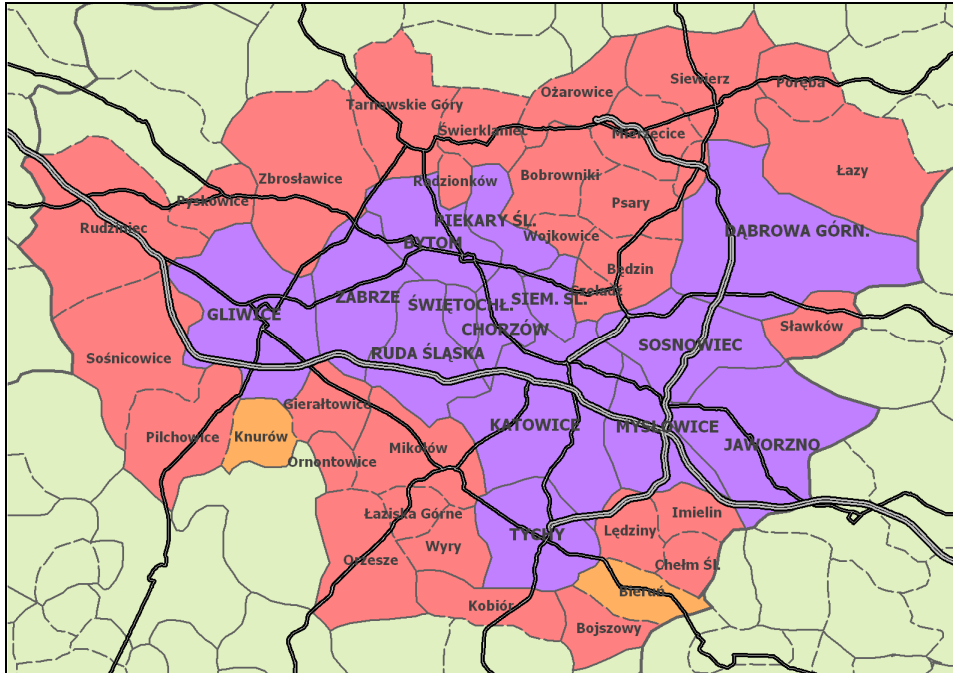 Siewierz
Poręba
Ożarowice
Tarnowskie Góry
Świerklaniec
Mierzęcice
Łazy
Bobrowniki
Zbrosławice
Radzionków
Pyskowice
Psary
PIEKARY ŚL.
Rudziniec
DĄBROWA GÓRN.
Wojkowice
BYTOM
Będzin
Czeladź
ZABRZE
SIEM. ŚL.
ŚWIĘTOCHŁ.
GLIWICE
CHORZÓW
Sławków
SOSNOWIEC
RUDA ŚLĄSKA
Sośnicowice
Gierałtowice
KATOWICE
MYSŁOWICE
Pilchowice
Knurów
JAWORZNO
Mikołów
Ornontowice
Łaziska Górne
Imielin
Lędziny
TYCHY
Wyry
Orzesze
Chełm Śl.
Bieruń
Kobiór
Bojszowy